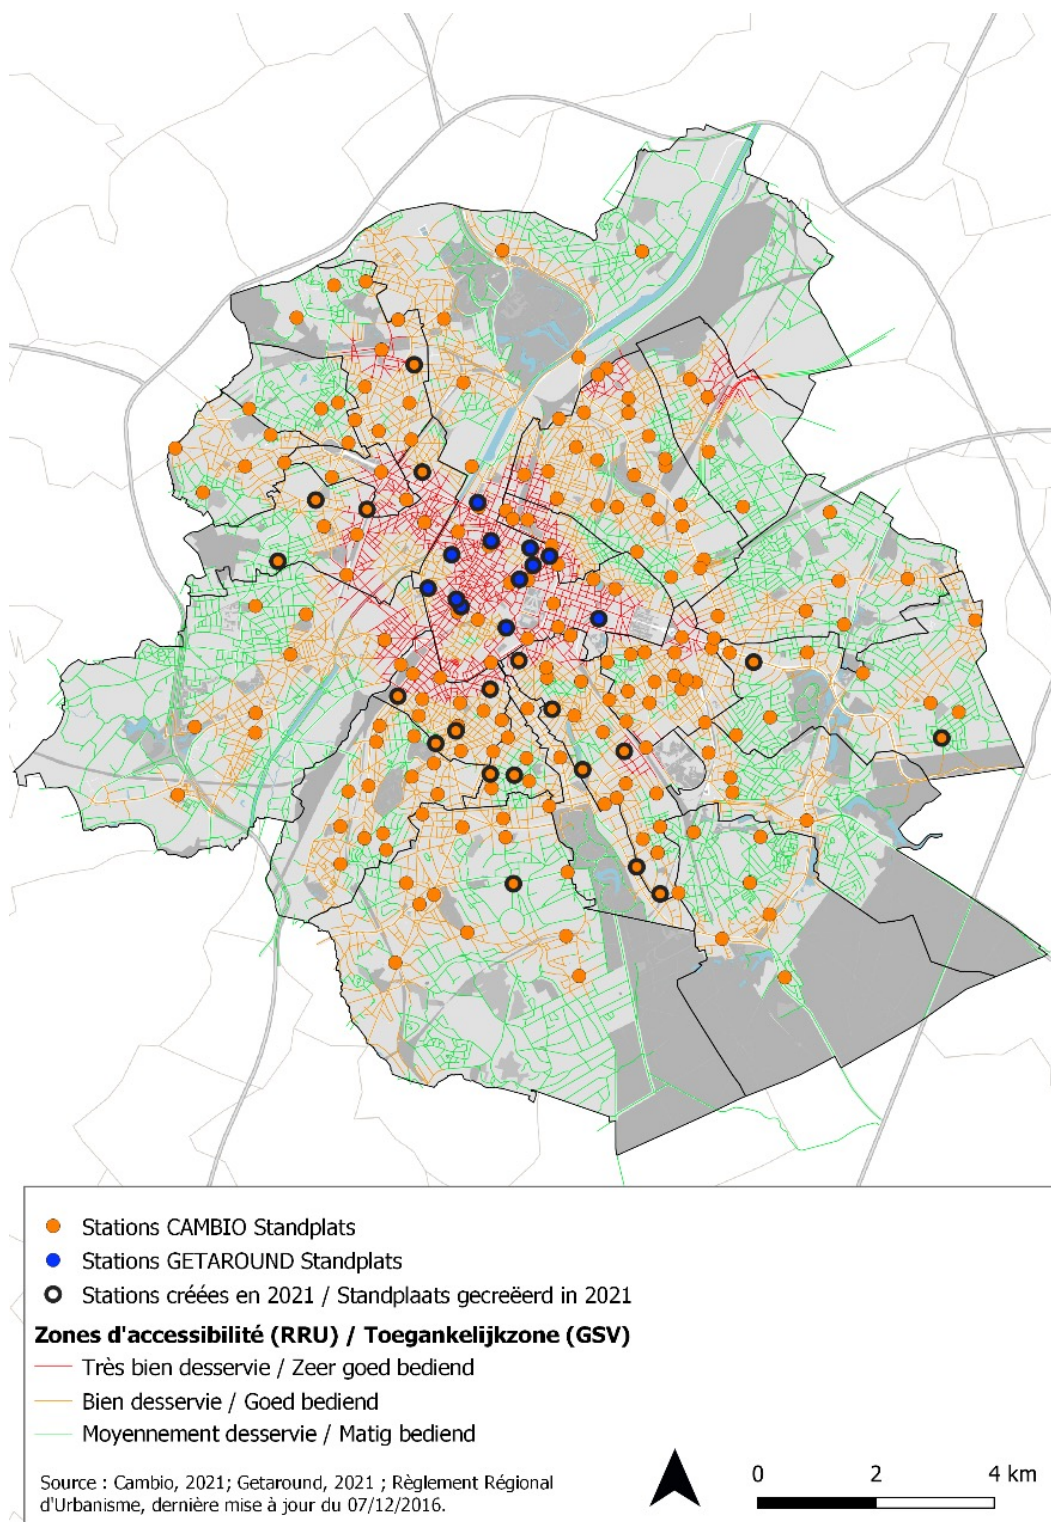 Stations CAMBIO Standplats
Stations GETAROUND Standplats
Stations créées en 2021 / Standplaats gecreëerd in 2021
Zones d'accessibilité (RRU) / Toegankelijkzone (GSV)
Très bien desservie / Zeer goed bediend
Bien desservie / Goed bediend
Moyennement desservie / Matig bediend
Source : Cambio, 2021; Getaround, 2021 ; Règlement Régional
d'Urbanisme, dernière mise à jour du 07/12/2016.
0 2 4 km